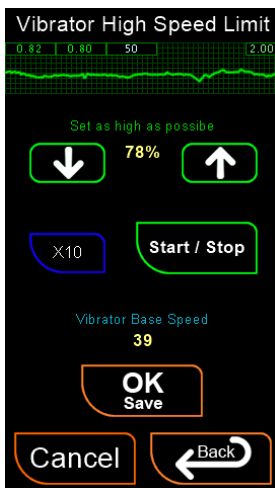 Vibrator High Speed Limit
0.82 0.80 50 2.00
Set as high as possibe
78%
X10 Start / Stop
Vibrator Base Speed
39
OK
Save
Cancel Back